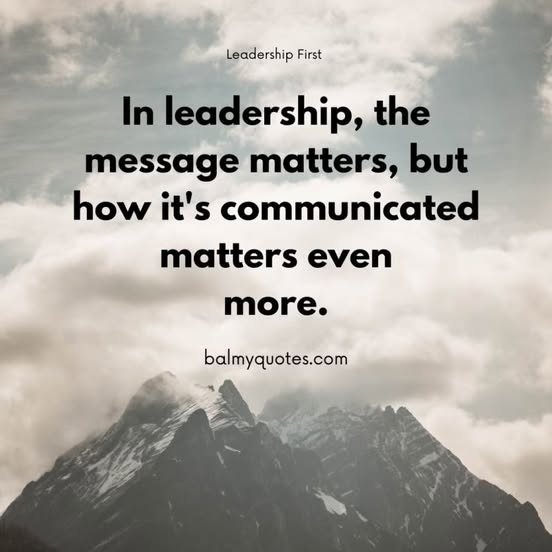 Leadership First
In leadership, the
message matters, but
how it's communicated
matters even
more.
balmyquotes.com